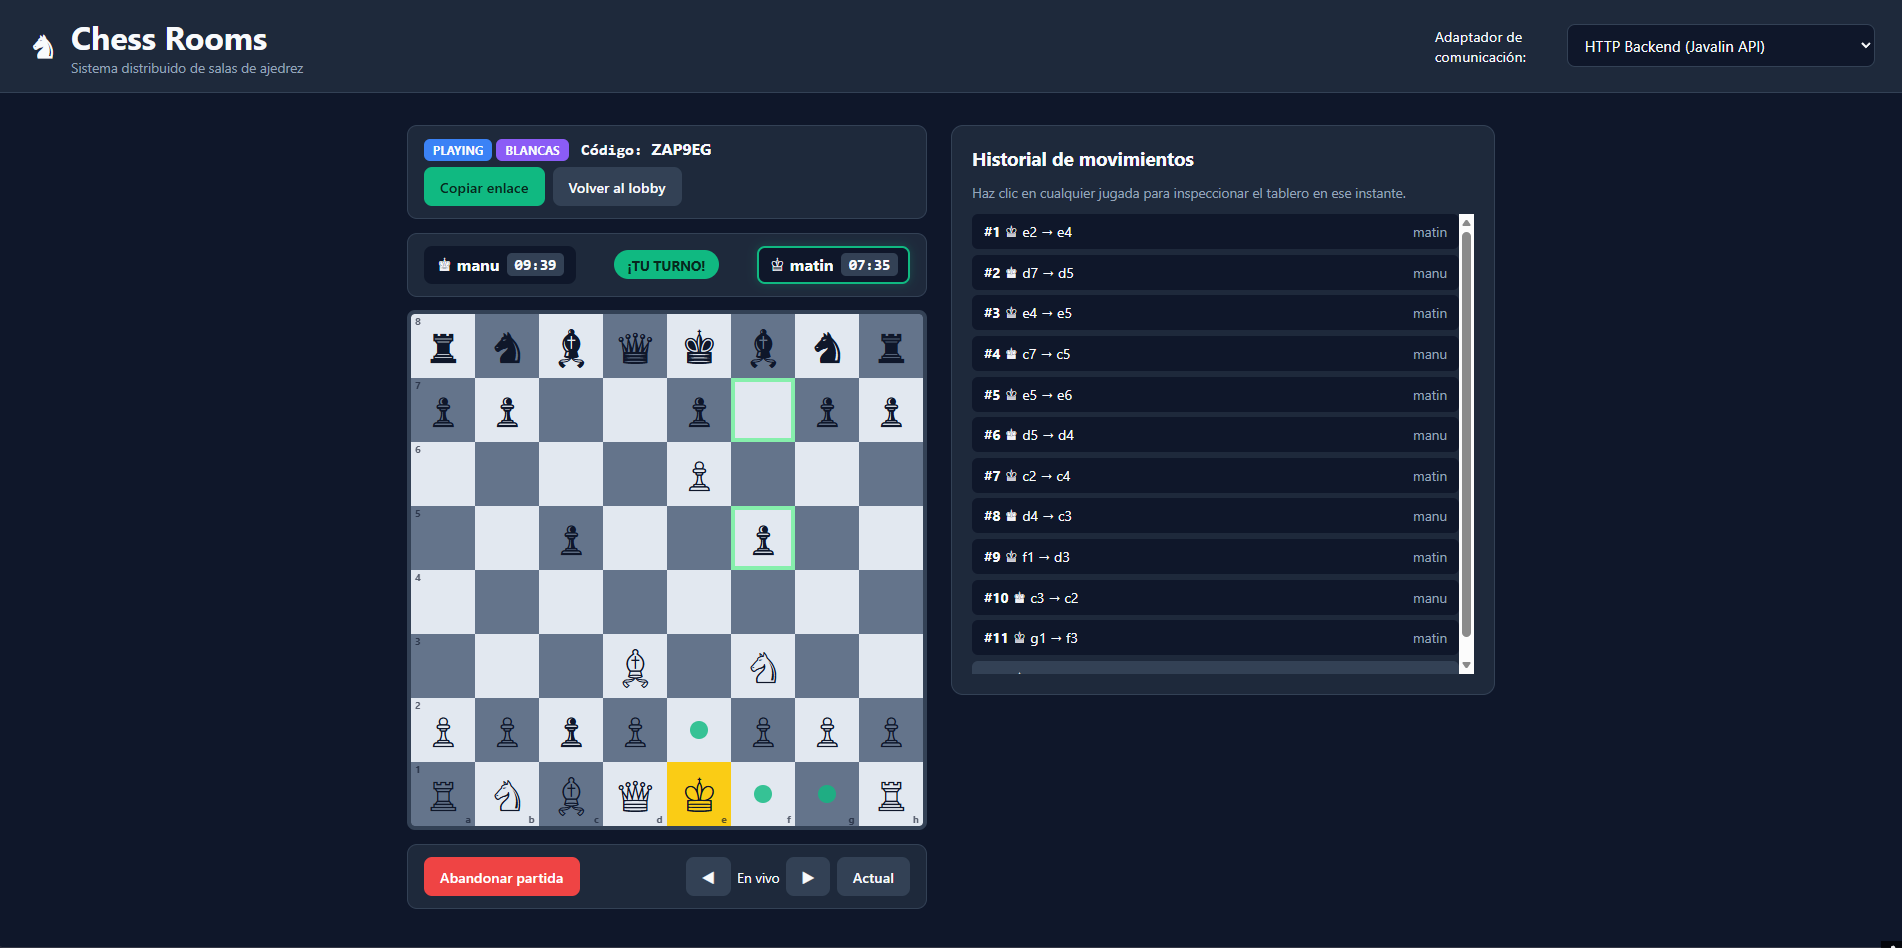 Chess Rooms
Sistema distribuido de salas de ajedrez
Adaptador de
comunicación:
HTTP Backend (Javalin API)
PLAYING BLANCAS Código: ZAP9EG
Copiar enlace Volver al lobby
manu 09:39 ¡TU TURNO! matin 07:35
8
7
6
5
4
3
2
1
a b c d e f g h
Abandonar partida ◀ En vivo ▶ Actual
Historial de movimientos
Haz clic en cualquier jugada para inspeccionar el tablero en ese instante.
#1 ♔ e2 → e4 matin
#2 ♚ d7 → d5 manu
#3 ♔ e4 → e5 matin
#4 ♚ c7 → c5 manu
#5 ♔ e5 → e6 matin
#6 ♚ d5 → d4 manu
#7 ♔ c2 → c4 matin
#8 ♚ d4 → c3 manu
#9 ♔ f1 → d3 matin
#10 ♚ c3 → c2 manu
#11 ♔ g1 → f3 matin